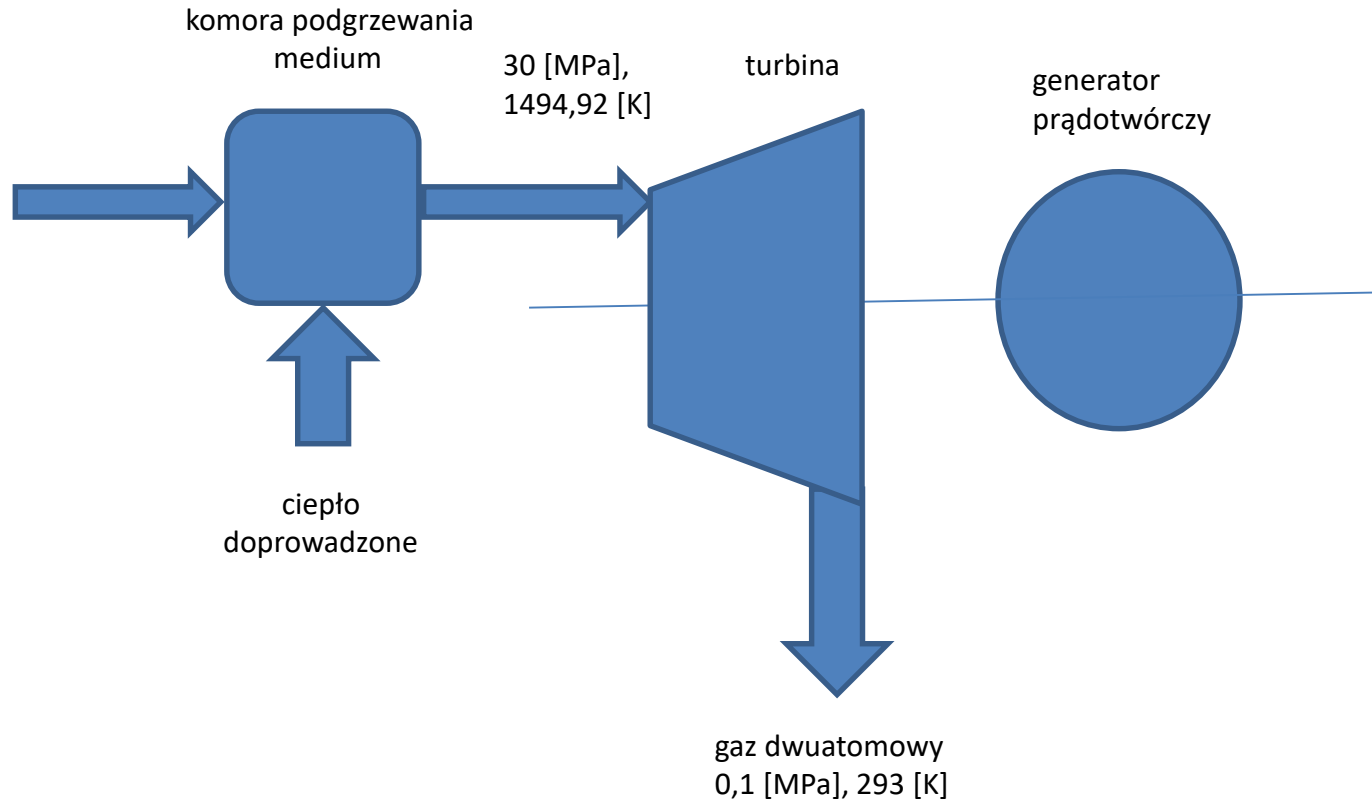 komora podgrzewania
medium
30 [MPa],
1494,92 [K]
turbina
generator
prądotwórczy
ciepło
doprowadzone
gaz dwuatomowy
0,1 [MPa], 293 [K]